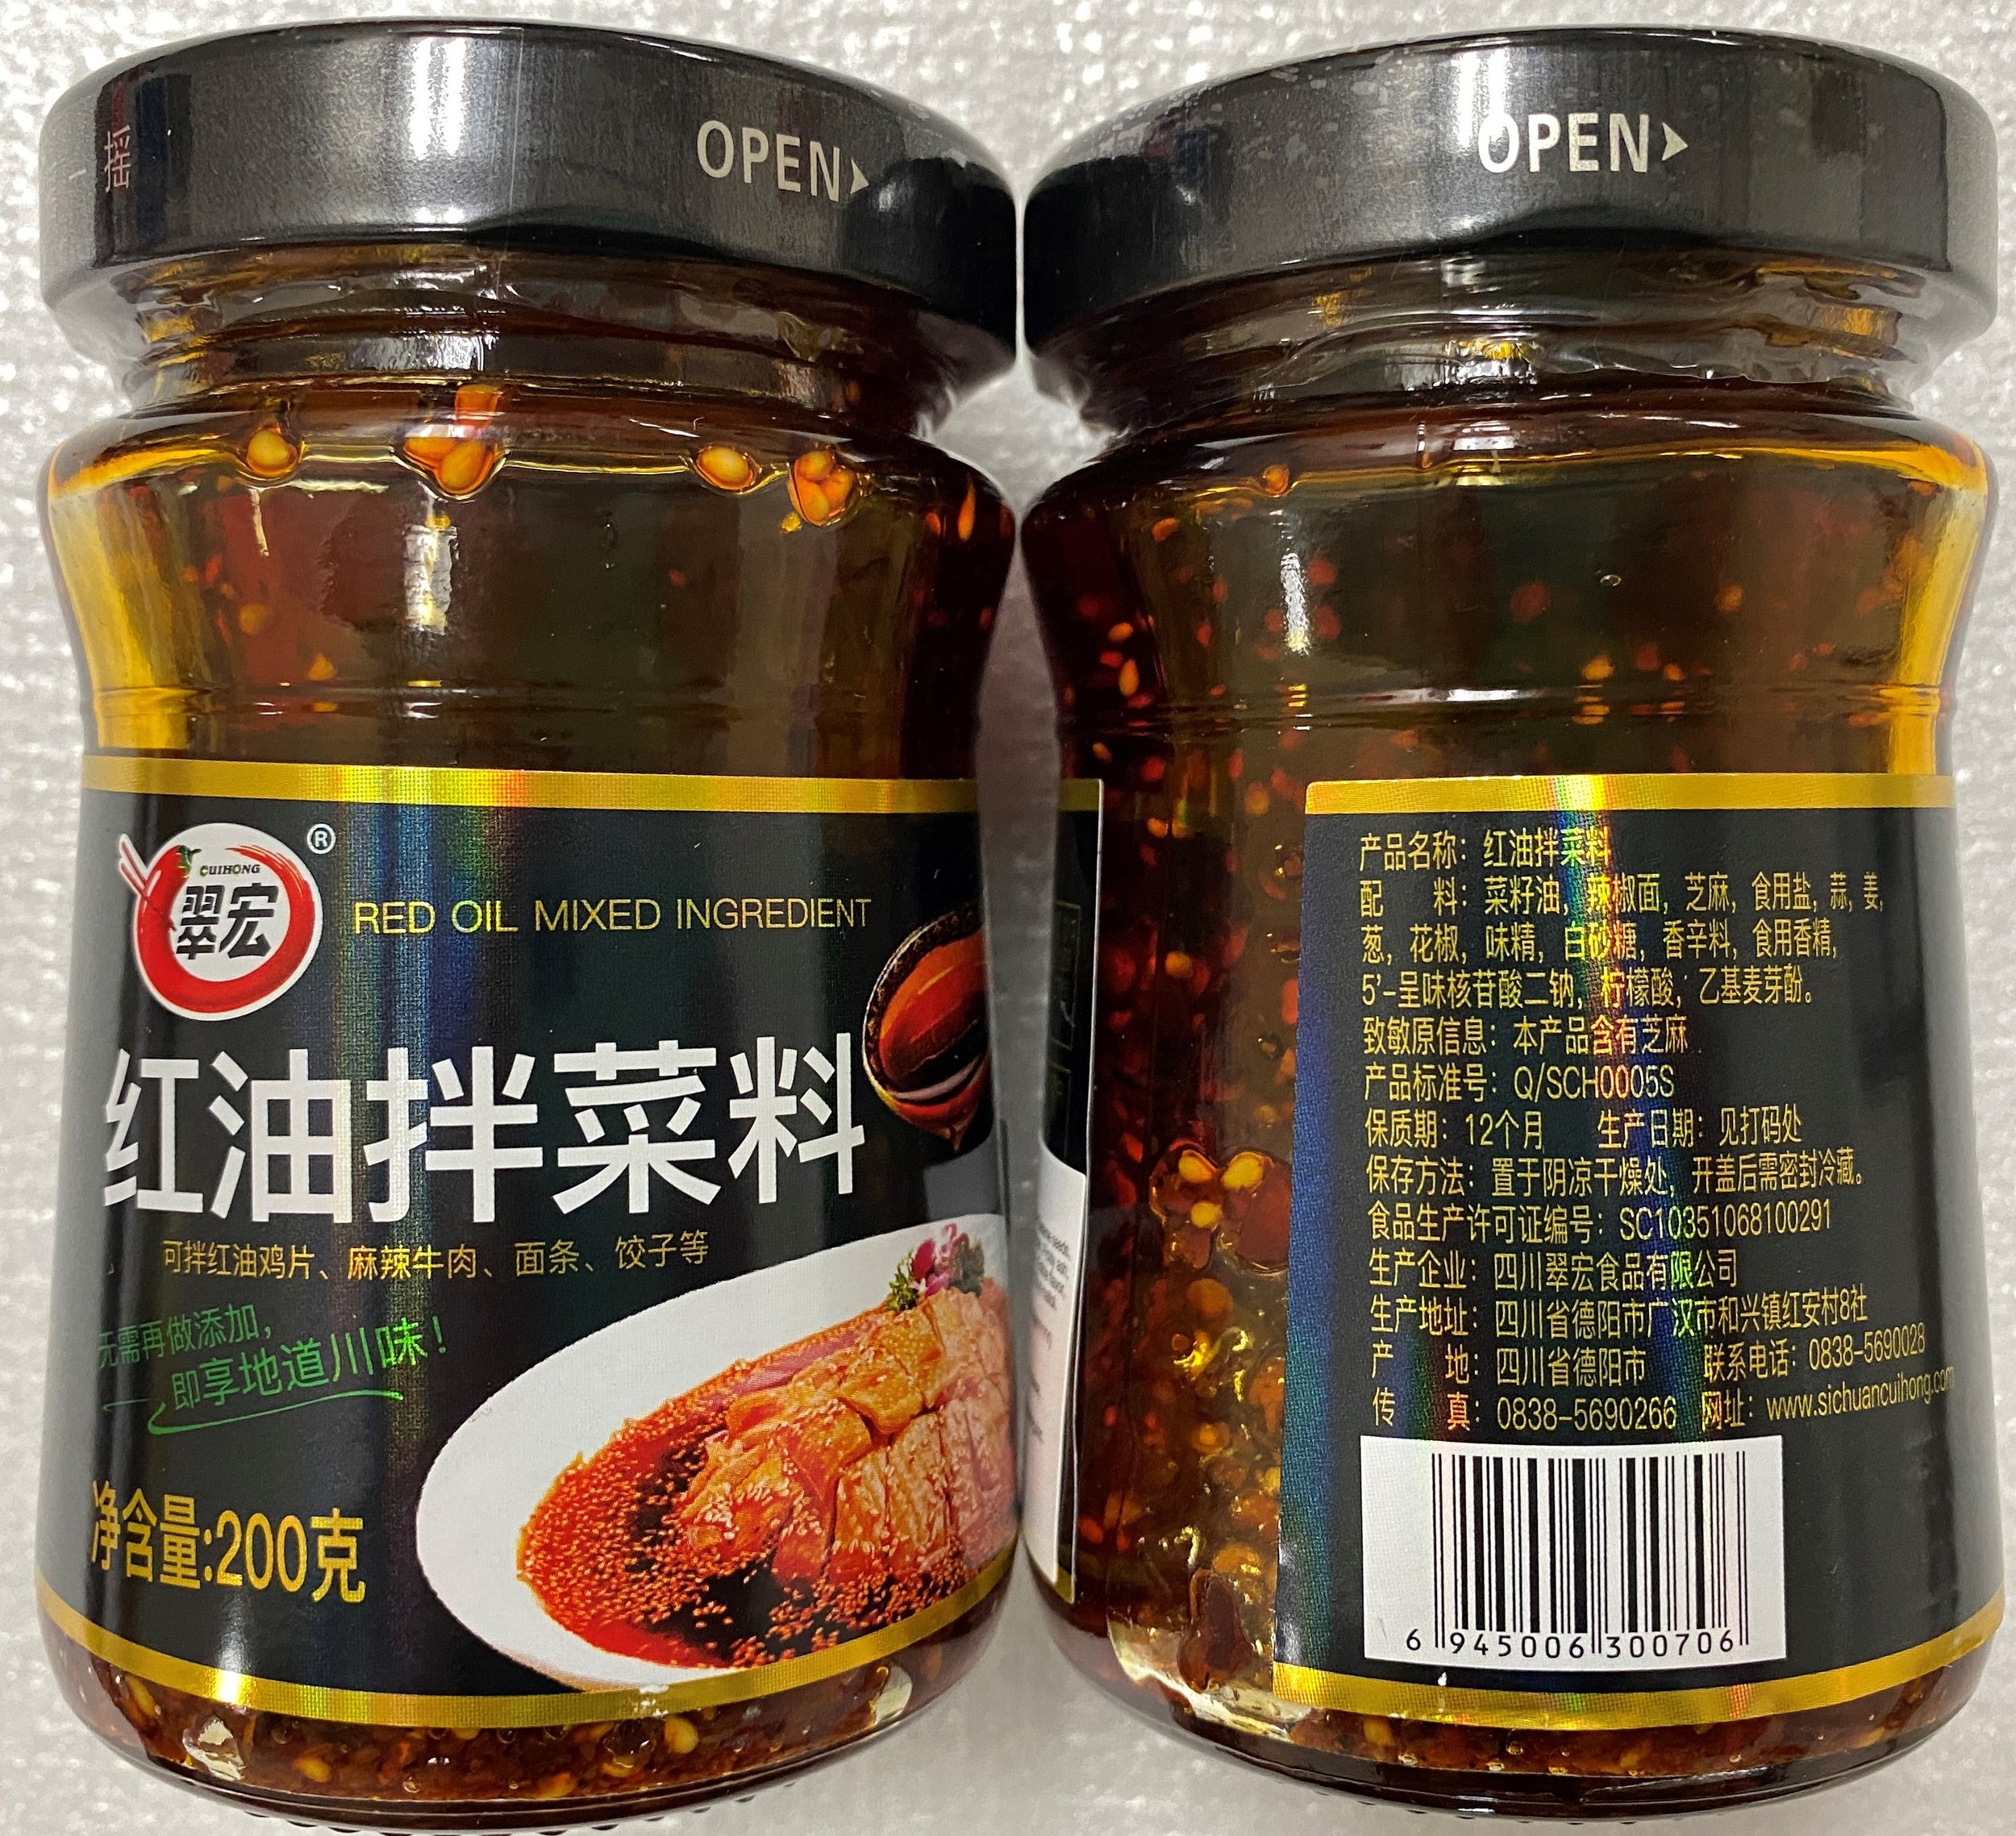 一摇
OPEN
CUIHONG
翠宏
®
RED OIL MIXED INGREDIENT
红油拌菜料
可拌红油鸡片、麻辣牛肉、面条、饺子等
无需再做添加,
即享地道川味!
净含量:200克
OPEN
产品名称: 红油拌菜料
配 料: 菜籽油, 辣椒面, 芝麻, 食用盐, 蒜, 姜,
葱, 花椒, 味精, 白砂糖, 香辛料, 食用香精,
5'-呈味核苷酸二钠, 柠檬酸, 乙基麦芽酚。
致敏原信息: 本产品含有芝麻
产品标准号: Q/SCH0005S
保质期: 12个月 生产日期: 见打码处
保存方法: 置于阴凉干燥处, 开盖后需密封冷藏。
食品生产许可证编号: SC10351068100291
生产企业: 四川翠宏食品有限公司
生产地址: 四川省德阳市广汉市和兴镇红安村8社
产 地: 四川省德阳市 联系电话: 0838-5690028
传 真: 0838-5690266 网址: www.sichuancuihong.com
6 945006 300706